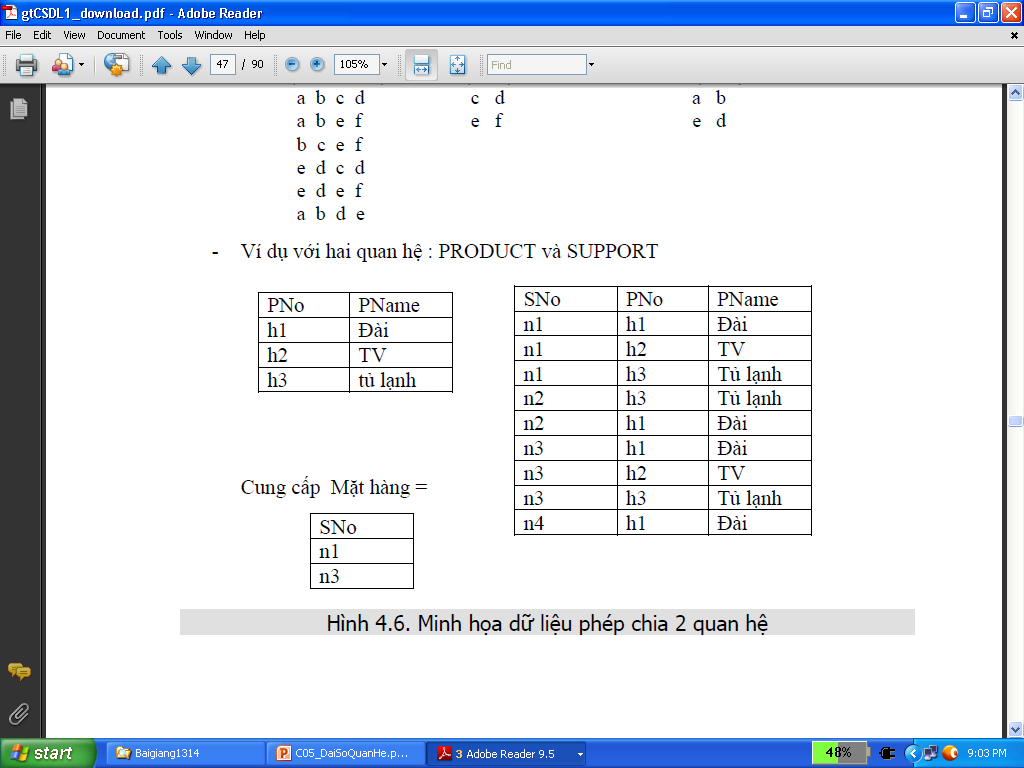 gtCSDL1_download.pdf - Adobe Reader
File Edit View Document Tools Window Help
47 / 90 105% Find
a b c d c d a b
a b e f e f e d
b c e f
e d c d
e d e f
a b d e
- Ví dụ với hai quan hệ : PRODUCT và SUPPORT
PNo PName
h1 Đài
h2 TV
h3 tủ lạnh
SNo PNo PName
n1 h1 Đài
n1 h2 TV
n1 h3 Tủ lạnh
n2 h3 Tủ lạnh
n2 h1 Đài
n3 h1 Đài
n3 h2 TV
n3 h3 Tủ lạnh
n4 h1 Đài
Cung cấp Mặt hàng =
SNo
n1
n3
Hình 4.6. Minh họa dữ liệu phép chia 2 quan hệ
start Baigiang1314 C05_DaiSoQuanHe.p... 3 Adobe Reader 9.5 48% 9:03 PM